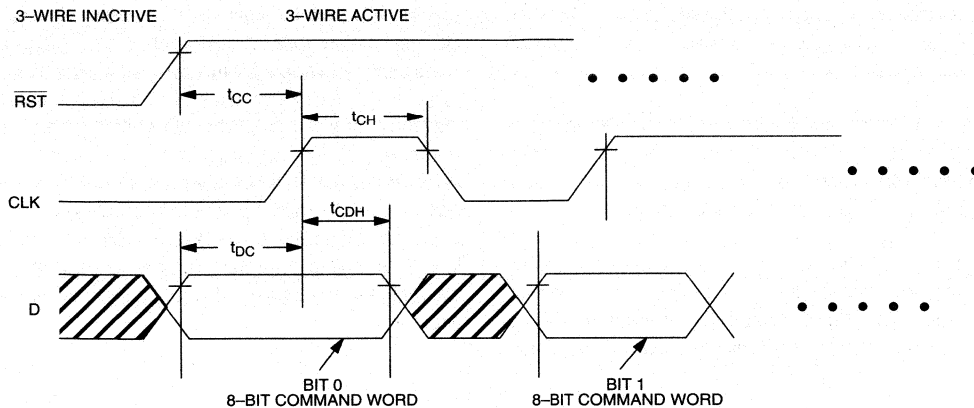 3–WIRE INACTIVE
3–WIRE ACTIVE
RST
tCC
tCH
CLK
tCDH
tDC
D
BIT 0
8–BIT COMMAND WORD
BIT 1
8–BIT COMMAND WORD